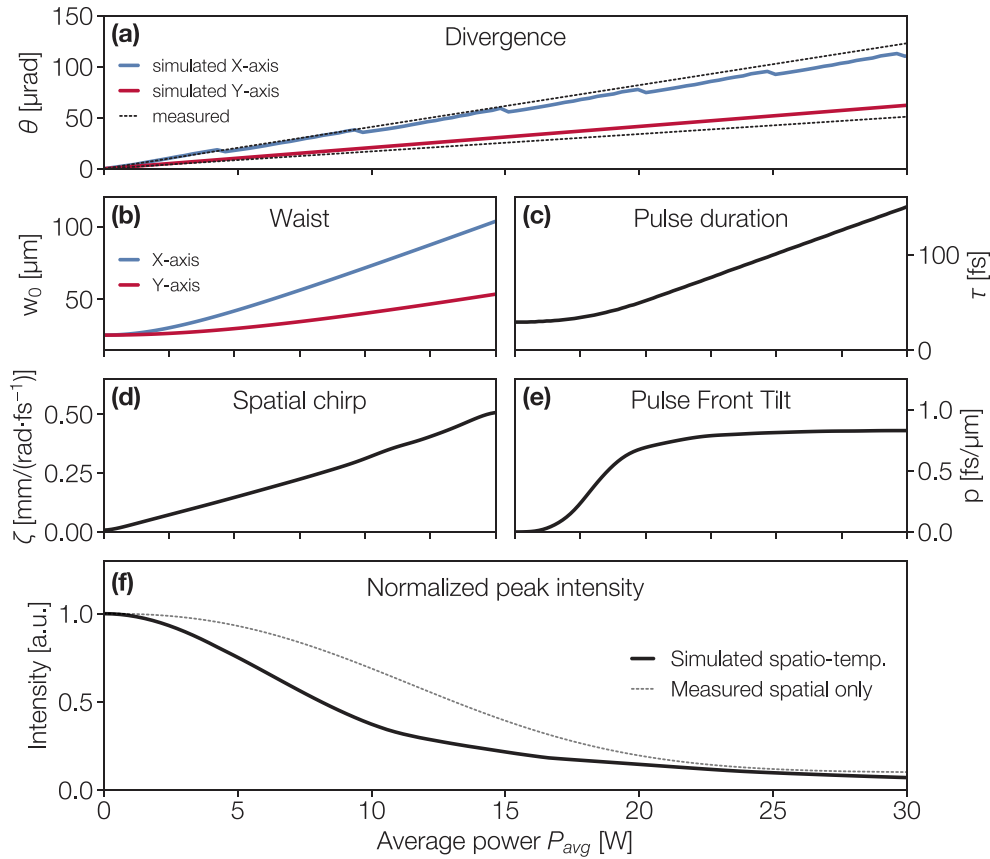 150
100
50
0
θ [µrad]
(a)
Divergence
simulated X-axis
simulated Y-axis
measured
100
50
w0 [µm]
(b)
Waist
X-axis
Y-axis
(c)
Pulse duration
100
0
τ [fs]
0.50
0.25
0.00
ζ [mm/(rad·fs⁻¹)]
(d)
Spatial chirp
(e)
Pulse Front Tilt
1.0
0.5
0.0
p [fs/µm]
1.0
0.5
0.0
Intensity [a.u.]
(f)
Normalized peak intensity
Simulated spatio-temp.
Measured spatial only
0 5 10 15 20 25 30
Average power Pavg [W]